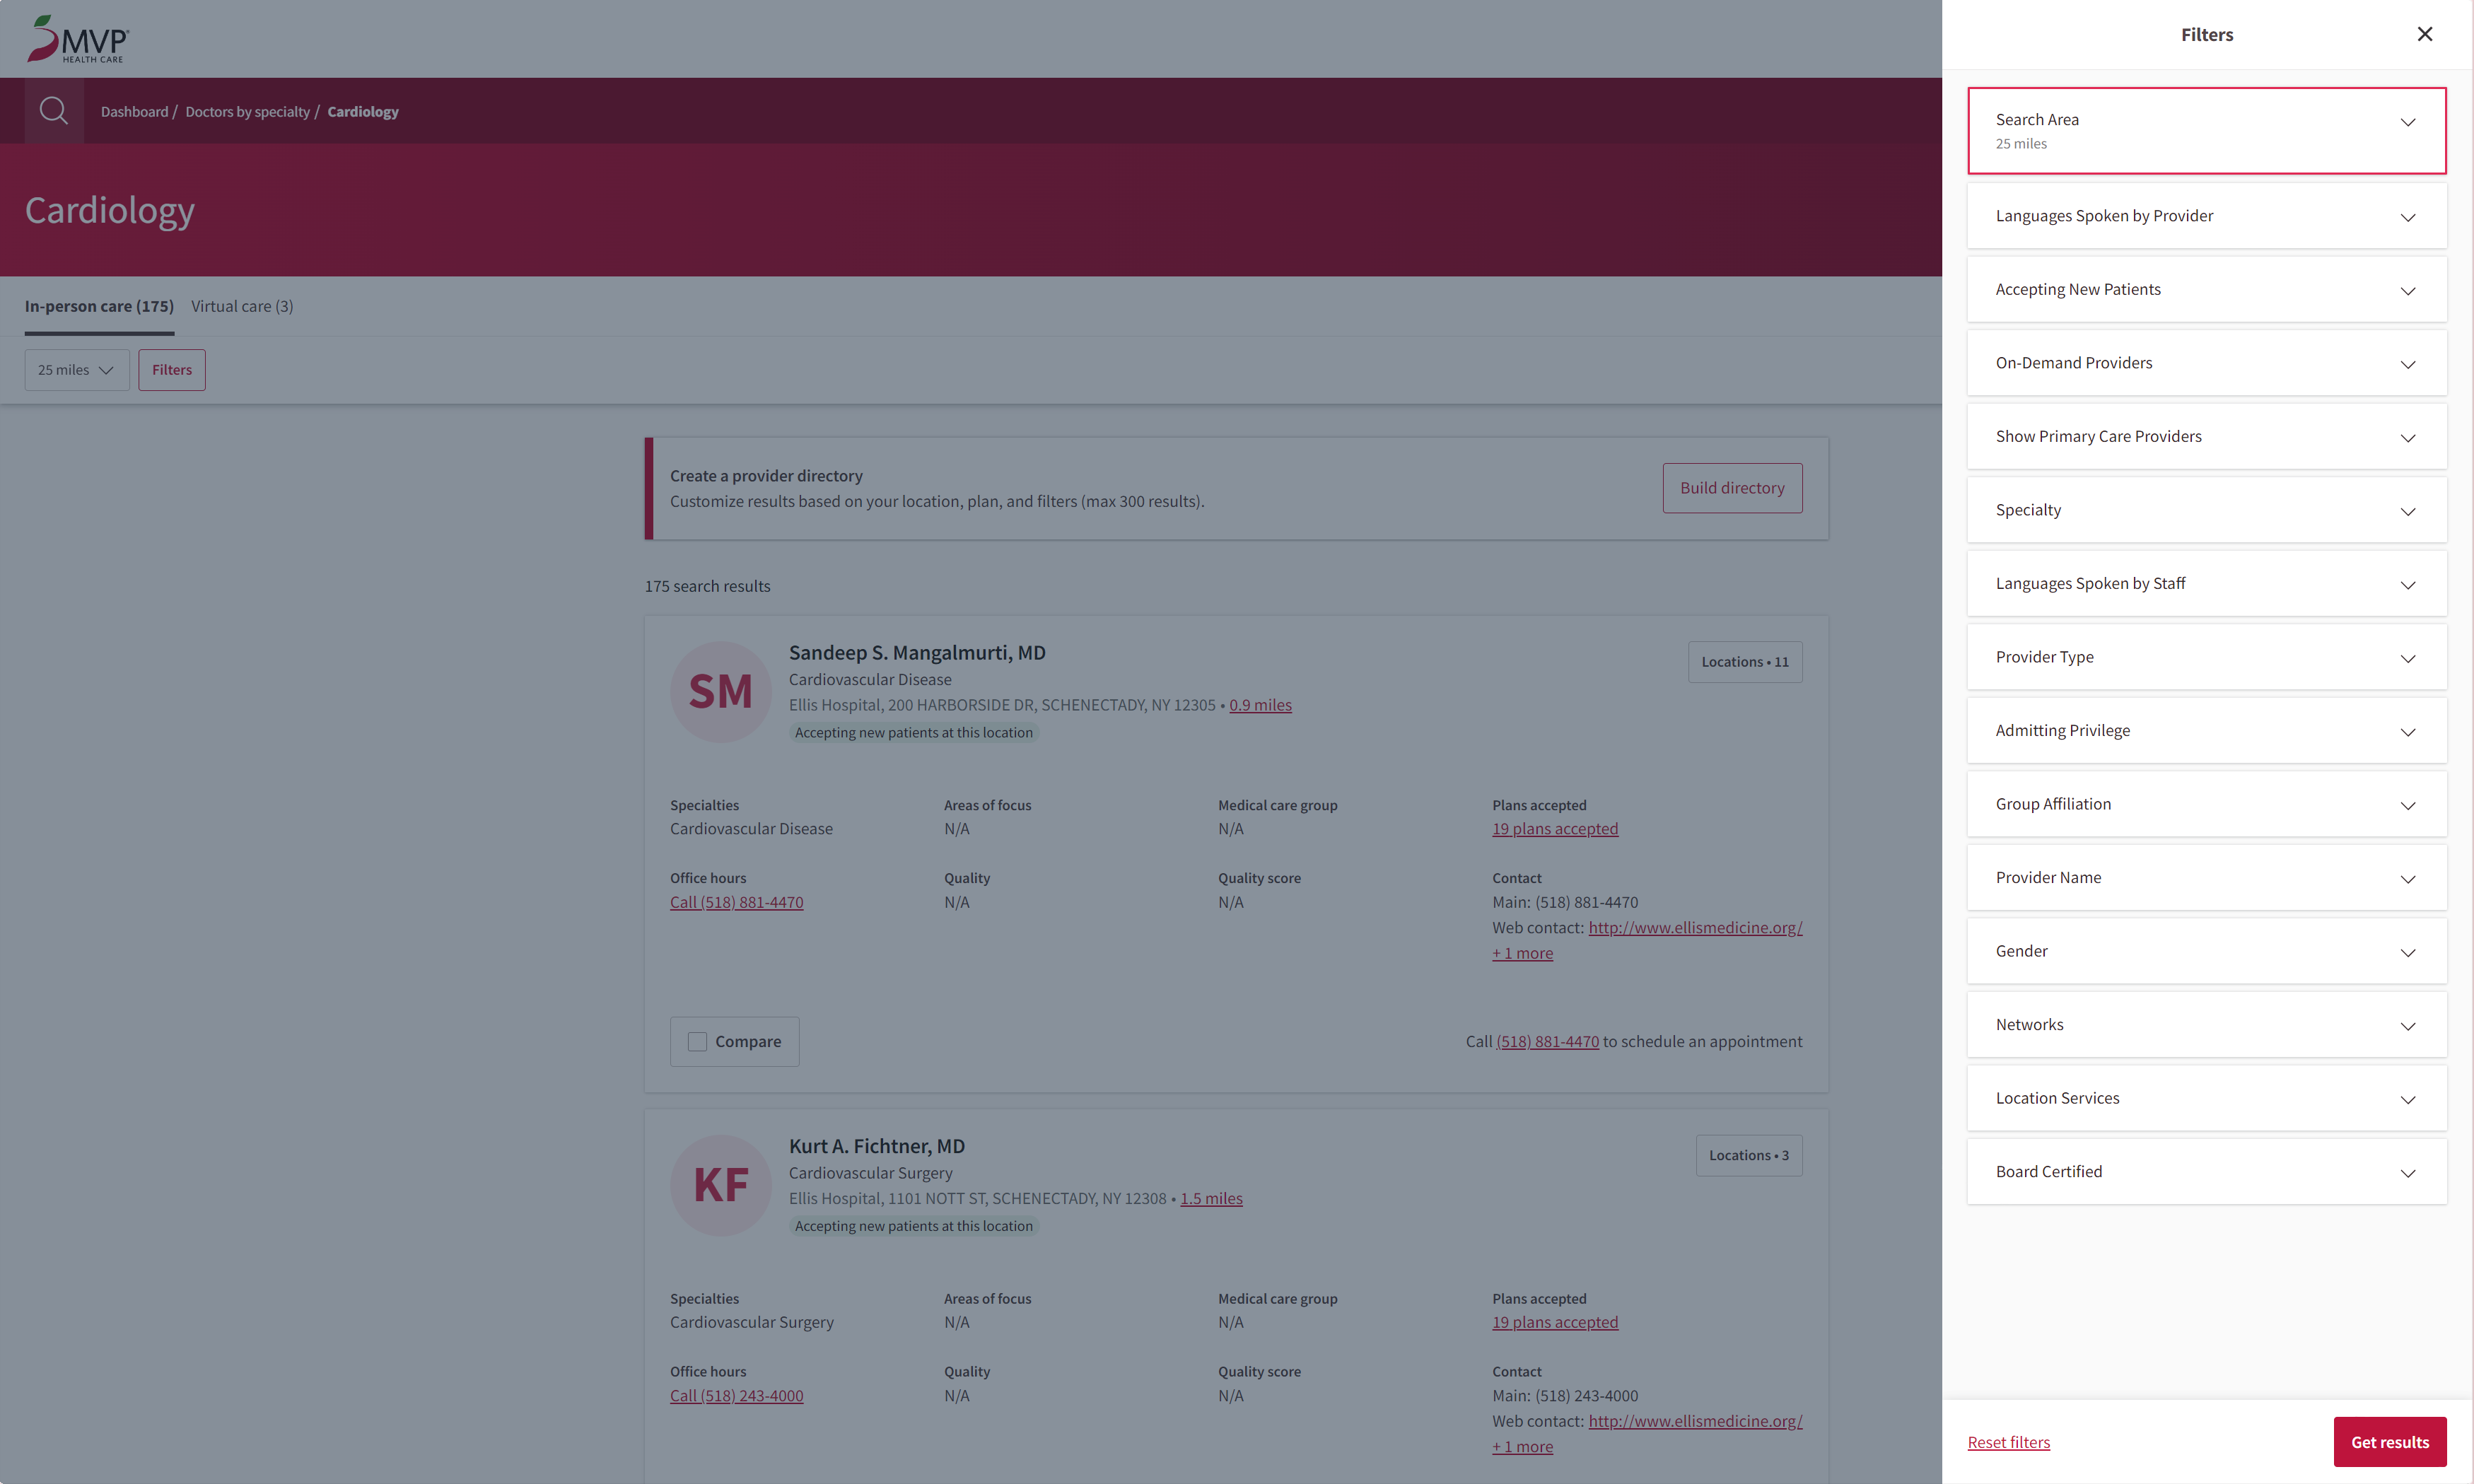 MVP®
HEALTH CARE
Dashboard / Doctors by specialty / Cardiology
Cardiology
In-person care (175) Virtual care (3)
25 miles Filters
Create a provider directory
Customize results based on your location, plan, and filters (max 300 results).
Build directory
175 search results
SM
Sandeep S. Mangalmurti, MD
Cardiovascular Disease
Ellis Hospital, 200 HARBORSIDE DR, SCHENECTADY, NY 12305 • 0.9 miles
Accepting new patients at this location
Locations • 11
Specialties
Cardiovascular Disease
Areas of focus
N/A
Medical care group
N/A
Plans accepted
19 plans accepted
Office hours
Call (518) 881-4470
Quality
N/A
Quality score
N/A
Contact
Main: (518) 881-4470
Web contact: http://www.ellismedicine.org/
+ 1 more
Compare
Call (518) 881-4470 to schedule an appointment
KF
Kurt A. Fichtner, MD
Cardiovascular Surgery
Ellis Hospital, 1101 NOTT ST, SCHENECTADY, NY 12308 • 1.5 miles
Accepting new patients at this location
Locations • 3
Specialties
Cardiovascular Surgery
Areas of focus
N/A
Medical care group
N/A
Plans accepted
19 plans accepted
Office hours
Call (518) 243-4000
Quality
N/A
Quality score
N/A
Contact
Main: (518) 243-4000
Web contact: http://www.ellismedicine.org/
+ 1 more
Filters
Search Area
25 miles
Languages Spoken by Provider
Accepting New Patients
On-Demand Providers
Show Primary Care Providers
Specialty
Languages Spoken by Staff
Provider Type
Admitting Privilege
Group Affiliation
Provider Name
Gender
Networks
Location Services
Board Certified
Reset filters
Get results